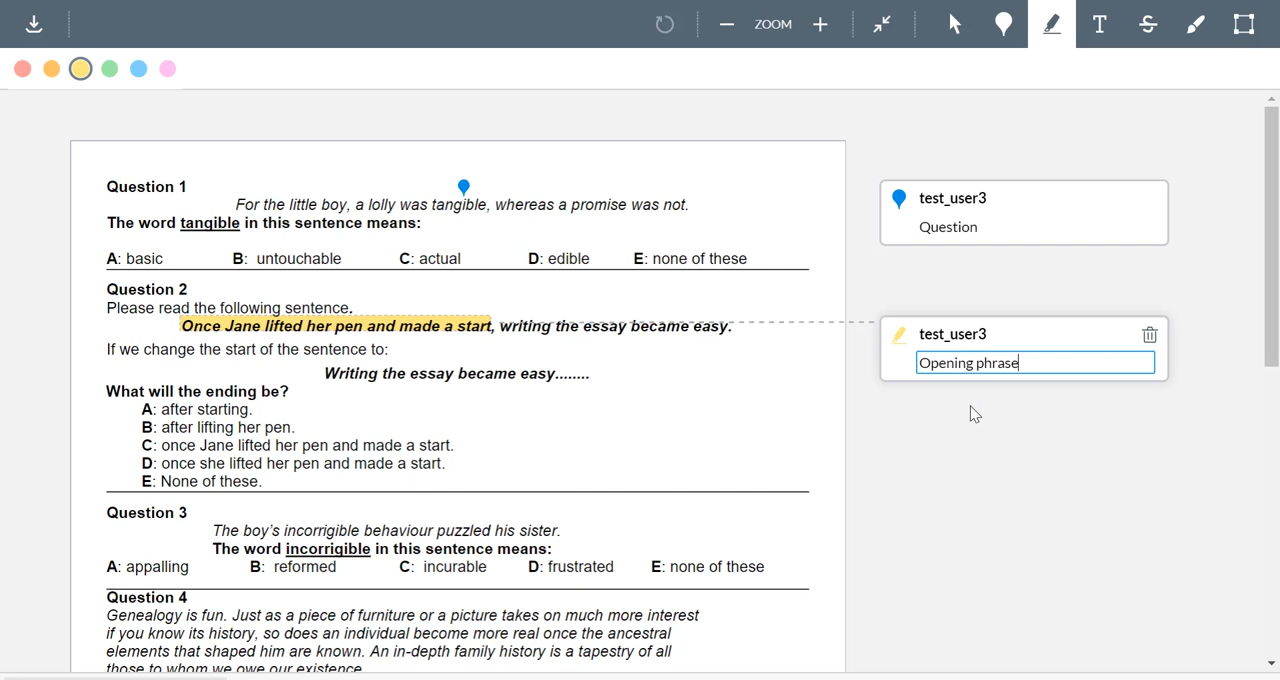 ZOOM
T
S
Question 1
For the little boy, a lolly was tangible, whereas a promise was not.
The word tangible in this sentence means:
A: basic B: untouchable C: actual D: edible E: none of these
Question 2
Please read the following sentence.
Once Jane lifted her pen and made a start, writing the essay became easy.
If we change the start of the sentence to:
Writing the essay became easy........
What will the ending be?
A: after starting.
B: after lifting her pen.
C: once Jane lifted her pen and made a start.
D: once she lifted her pen and made a start.
E: None of these.
Question 3
The boy's incorrigible behaviour puzzled his sister.
The word incorrigible in this sentence means:
A: appalling B: reformed C: incurable D: frustrated E: none of these
Question 4
Genealogy is fun. Just as a piece of furniture or a picture takes on much more interest
if you know its history, so does an individual become more real once the ancestral
elements that shaped him are known. An in-depth family history is a tapestry of all
those to whom we owe our existence.
test_user3
Question
test_user3
Opening phrase